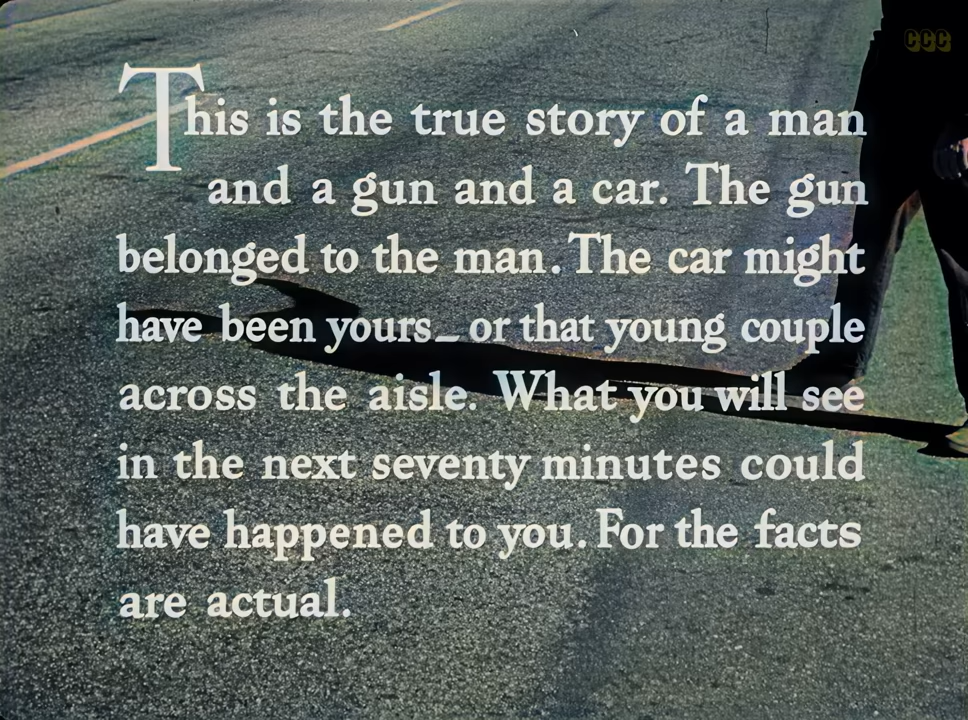 CCC
This is the true story of a man
and a gun and a car. The gun
belonged to the man. The car might
have been yours_ or that young couple
across the aisle. What you will see
in the next seventy minutes could
have happened to you. For the facts
are actual.